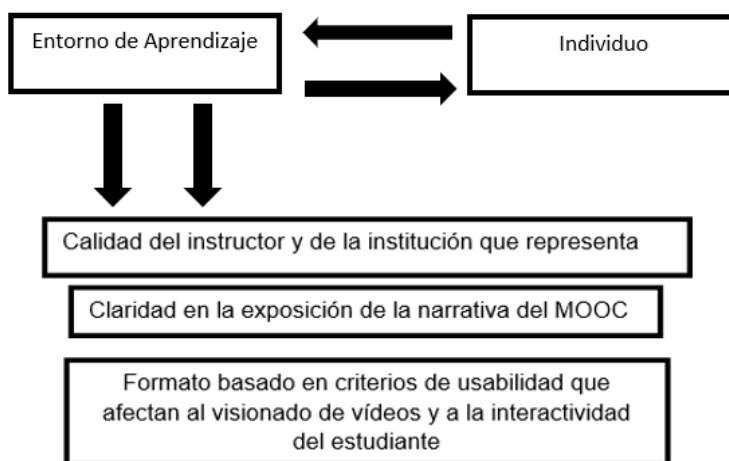 Entorno de Aprendizaje
Individuo
Calidad del instructor y de la institución que representa
Claridad en la exposición de la narrativa del MOOC
Formato basado en criterios de usabilidad que
afectan al visionado de vídeos y a la interactividad
del estudiante